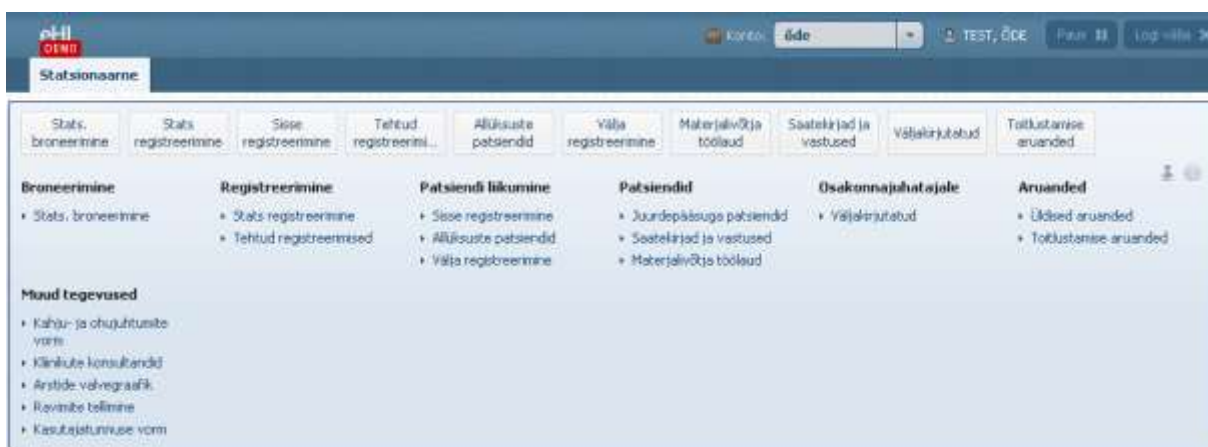 eHL
DEMO
Konto: õde
TEST, ÕDE
Paus
Logi välja
Statsionaarne
Stats. broneerimine
Stats registreerimine
Sisse registreerimine
Tehtud registreerimi...
Allüksuste patsiendid
Välja registreerimine
Materjalivõtja töölaud
Saatekirjad ja vastused
Väljakirjutatud
Toitlustamise aruanded
Broneerimine
Stats. broneerimine
Registreerimine
Stats registreerimine
Tehtud registreerimised
Patsiendi liikumine
Sisse registreerimine
Allüksuste patsiendid
Välja registreerimine
Patsiendid
Juurdepääsuga patsiendid
Saatekirjad ja vastused
Materjalivõtja töölaud
Osakonnajuhatajale
Väljakirjutatud
Aruanded
Üldised aruanded
Toitlustamise aruanded
Muud tegevused
Kahju- ja ohujuhtumite
vorm
Kliinikute konsultandid
Arstide valvegraafik
Ravimite tellimine
Kasutajatunnuse vorm